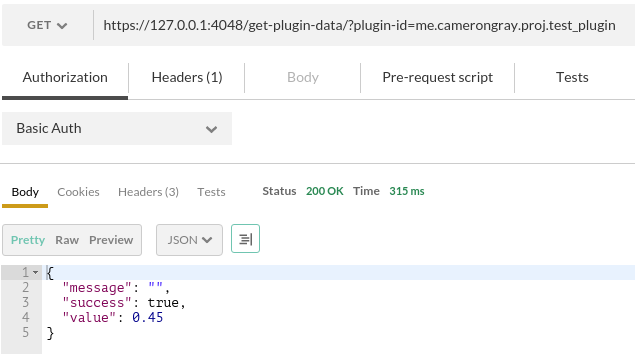 GET https://127.0.0.1:4048/get-plugin-data/?plugin-id=me.camerongray.proj.test_plugin
Authorization Headers (1) Body Pre-request script Tests
Basic Auth
Body Cookies Headers (3) Tests Status 200 OK Time 315 ms
Pretty Raw Preview JSON
1 {
2 "message": "",
3 "success": true,
4 "value": 0.45
5 }